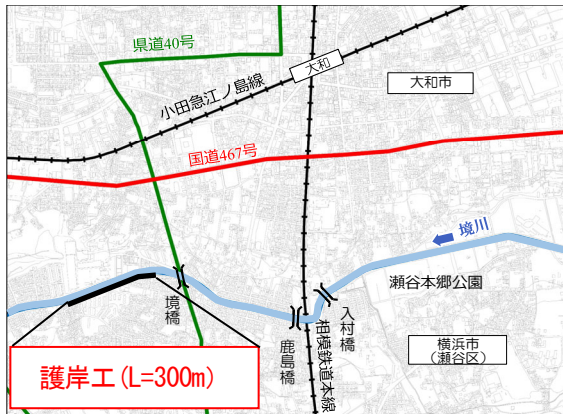 県道40号
大和
小田急江ノ島線
大和市
国道467号
境川
瀬谷本郷公園
境橋
入村橋
鹿島橋
相模鉄道本線
横浜市
（瀬谷区）
護岸工(L=300m)